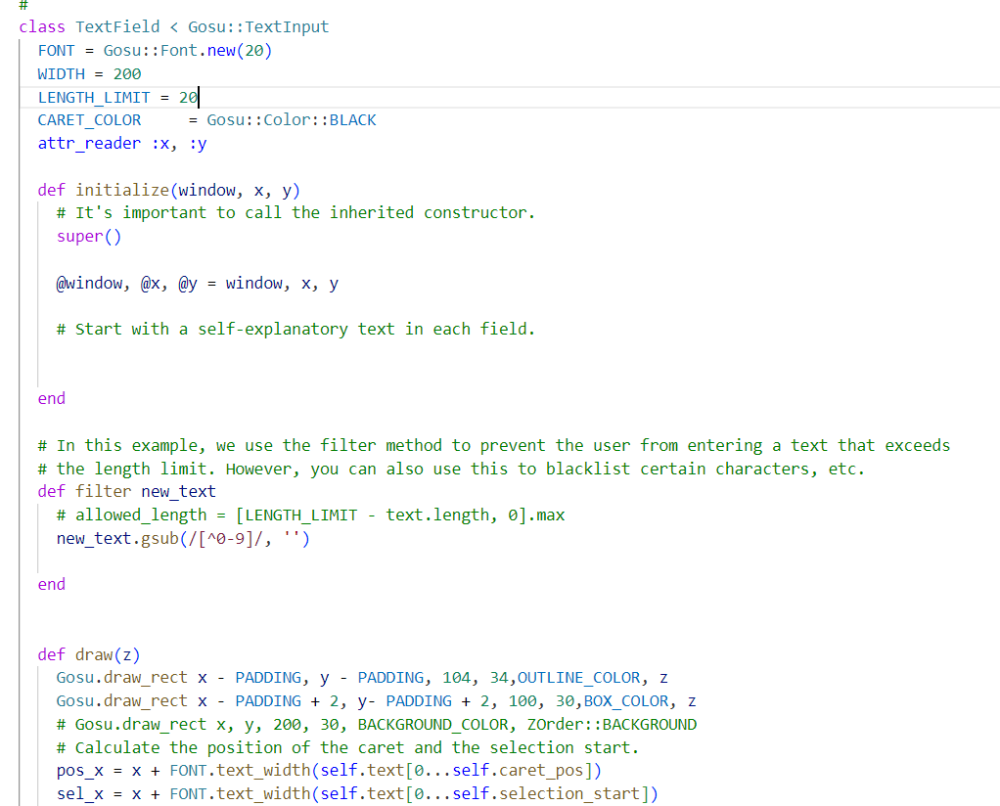 #
class TextField < Gosu::TextInput
FONT = Gosu::Font.new(20)
WIDTH = 200
LENGTH_LIMIT = 20
CARET_COLOR     = Gosu::Color::BLACK
attr_reader :x, :y
def initialize(window, x, y)
# It's important to call the inherited constructor.
super()
@window, @x, @y = window, x, y
# Start with a self-explanatory text in each field.
end
# In this example, we use the filter method to prevent the user from entering a text that exceeds
# the length limit. However, you can also use this to blacklist certain characters, etc.
def filter new_text
# allowed_length = [LENGTH_LIMIT - text.length, 0].max
new_text.gsub(/[^0-9]/, '')
end
def draw(z)
Gosu.draw_rect x - PADDING, y - PADDING, 104, 34,OUTLINE_COLOR, z
Gosu.draw_rect x - PADDING + 2, y- PADDING + 2, 100, 30,BOX_COLOR, z
# Gosu.draw_rect x, y, 200, 30, BACKGROUND_COLOR, ZOrder::BACKGROUND
# Calculate the position of the caret and the selection start.
pos_x = x + FONT.text_width(self.text[0...self.caret_pos])
sel_x = x + FONT.text_width(self.text[0...self.selection_start])